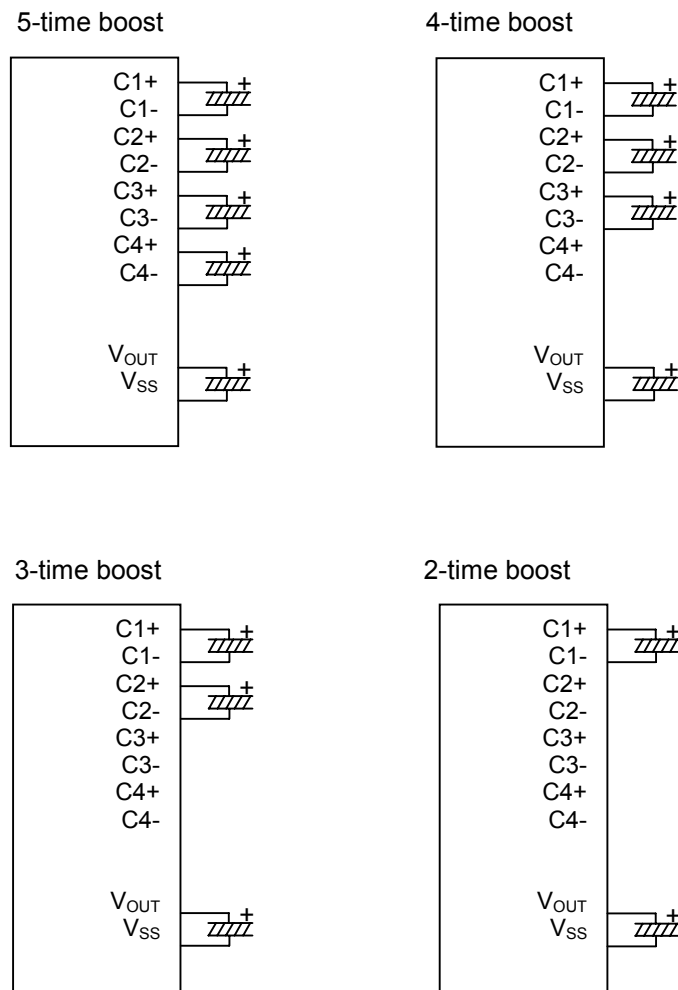 5-time boost
C1+
C1-
C2+
C2-
C3+
C3-
C4+
C4-
VOUT
VSS
+
+
+
+
+
4-time boost
C1+
C1-
C2+
C2-
C3+
C3-
C4+
C4-
VOUT
VSS
+
+
+
+
3-time boost
C1+
C1-
C2+
C2-
C3+
C3-
C4+
C4-
VOUT
VSS
+
+
+
2-time boost
C1+
C1-
C2+
C2-
C3+
C3-
C4+
C4-
VOUT
VSS
+
+